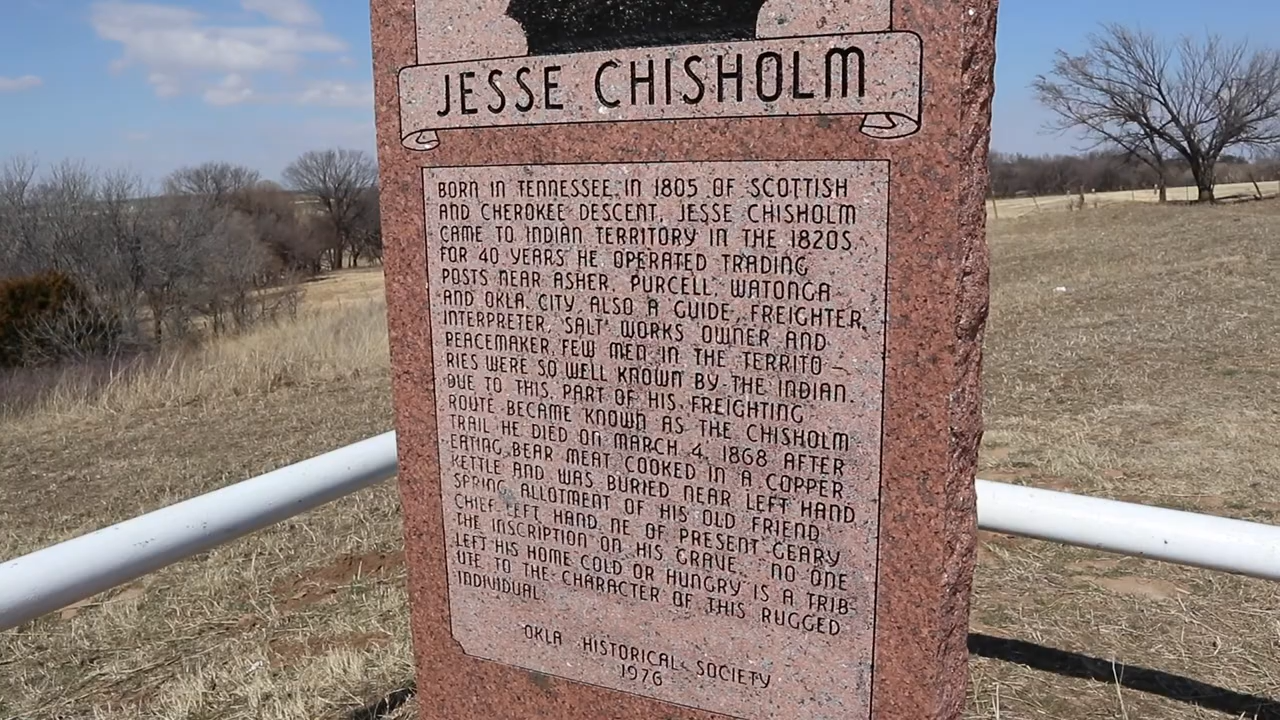 JESSE CHISHOLM
BORN IN TENNESSEE IN 1805 OF SCOTTISH
AND CHEROKEE DESCENT, JESSE CHISHOLM
CAME TO INDIAN TERRITORY IN THE 1820S.
FOR 40 YEARS HE OPERATED TRADING
POSTS NEAR ASHER, PURCELL, WATONGA
AND OKLA. CITY. ALSO A GUIDE, FREIGHTER,
INTERPRETER, SALT WORKS OWNER AND
PEACEMAKER, FEW MEN IN THE TERRITO-
RIES WERE SO WELL KNOWN BY THE INDIAN.
DUE TO THIS, PART OF HIS FREIGHTING
ROUTE BECAME KNOWN AS THE CHISHOLM
TRAIL. HE DIED ON MARCH 4, 1868 AFTER
EATING BEAR MEAT COOKED IN A COPPER
KETTLE AND WAS BURIED NEAR LEFT HAND
SPRING, ALLOTMENT OF HIS OLD FRIEND
CHIEF LEFT HAND, NE OF PRESENT GEARY.
THE INSCRIPTION ON HIS GRAVE, "NO ONE
LEFT HIS HOME COLD OR HUNGRY" IS A TRIB-
UTE TO THE CHARACTER OF THIS RUGGED
INDIVIDUAL.
OKLA HISTORICAL SOCIETY
1976